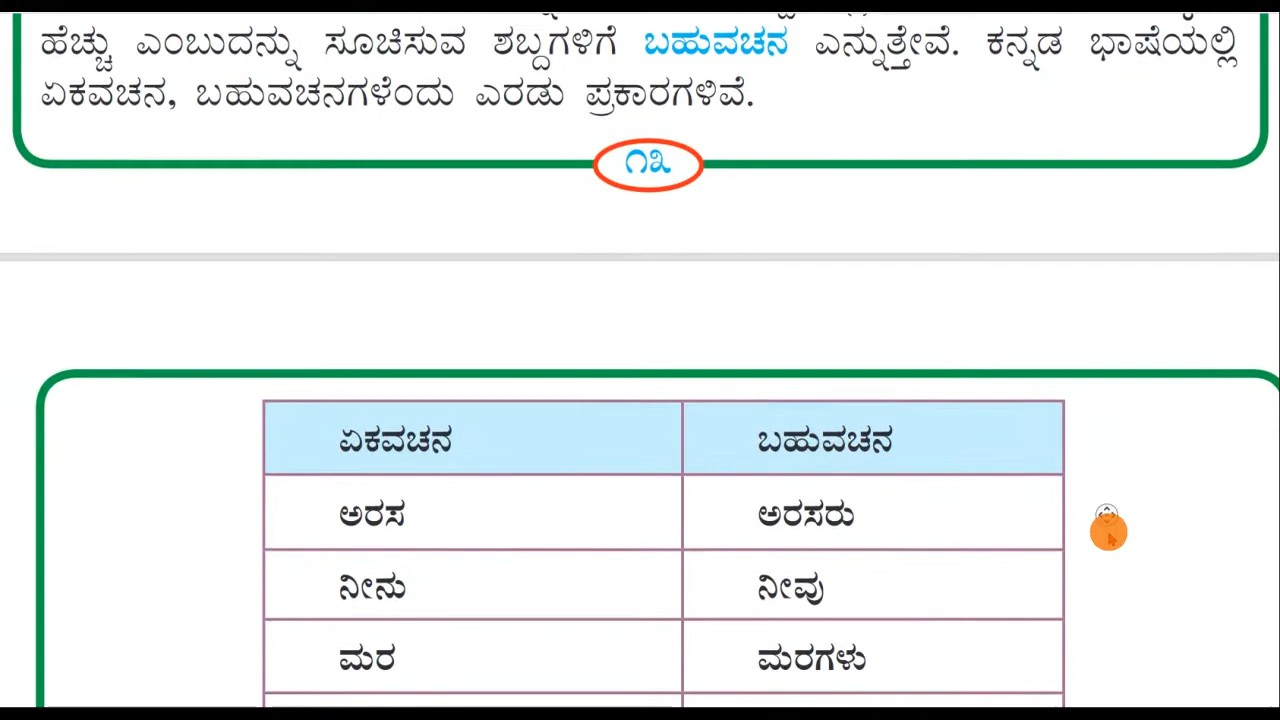 ಹೆಚ್ಚು ಎಂಬುದನ್ನು ಸೂಚಿಸುವ ಶಬ್ದಗಳಿಗೆ ಬಹುವಚನ ಎನ್ನುತ್ತೇವೆ. ಕನ್ನಡ ಭಾಷೆಯಲ್ಲಿ
ಏಕವಚನ, ಬಹುವಚನಗಳೆಂದು ಎರಡು ಪ್ರಕಾರಗಳಿವೆ.
೧೩
ಏಕವಚನ ಬಹುವಚನ
ಅರಸ ಅರಸರು
ನೀನು ನೀವು
ಮರ ಮರಗಳು